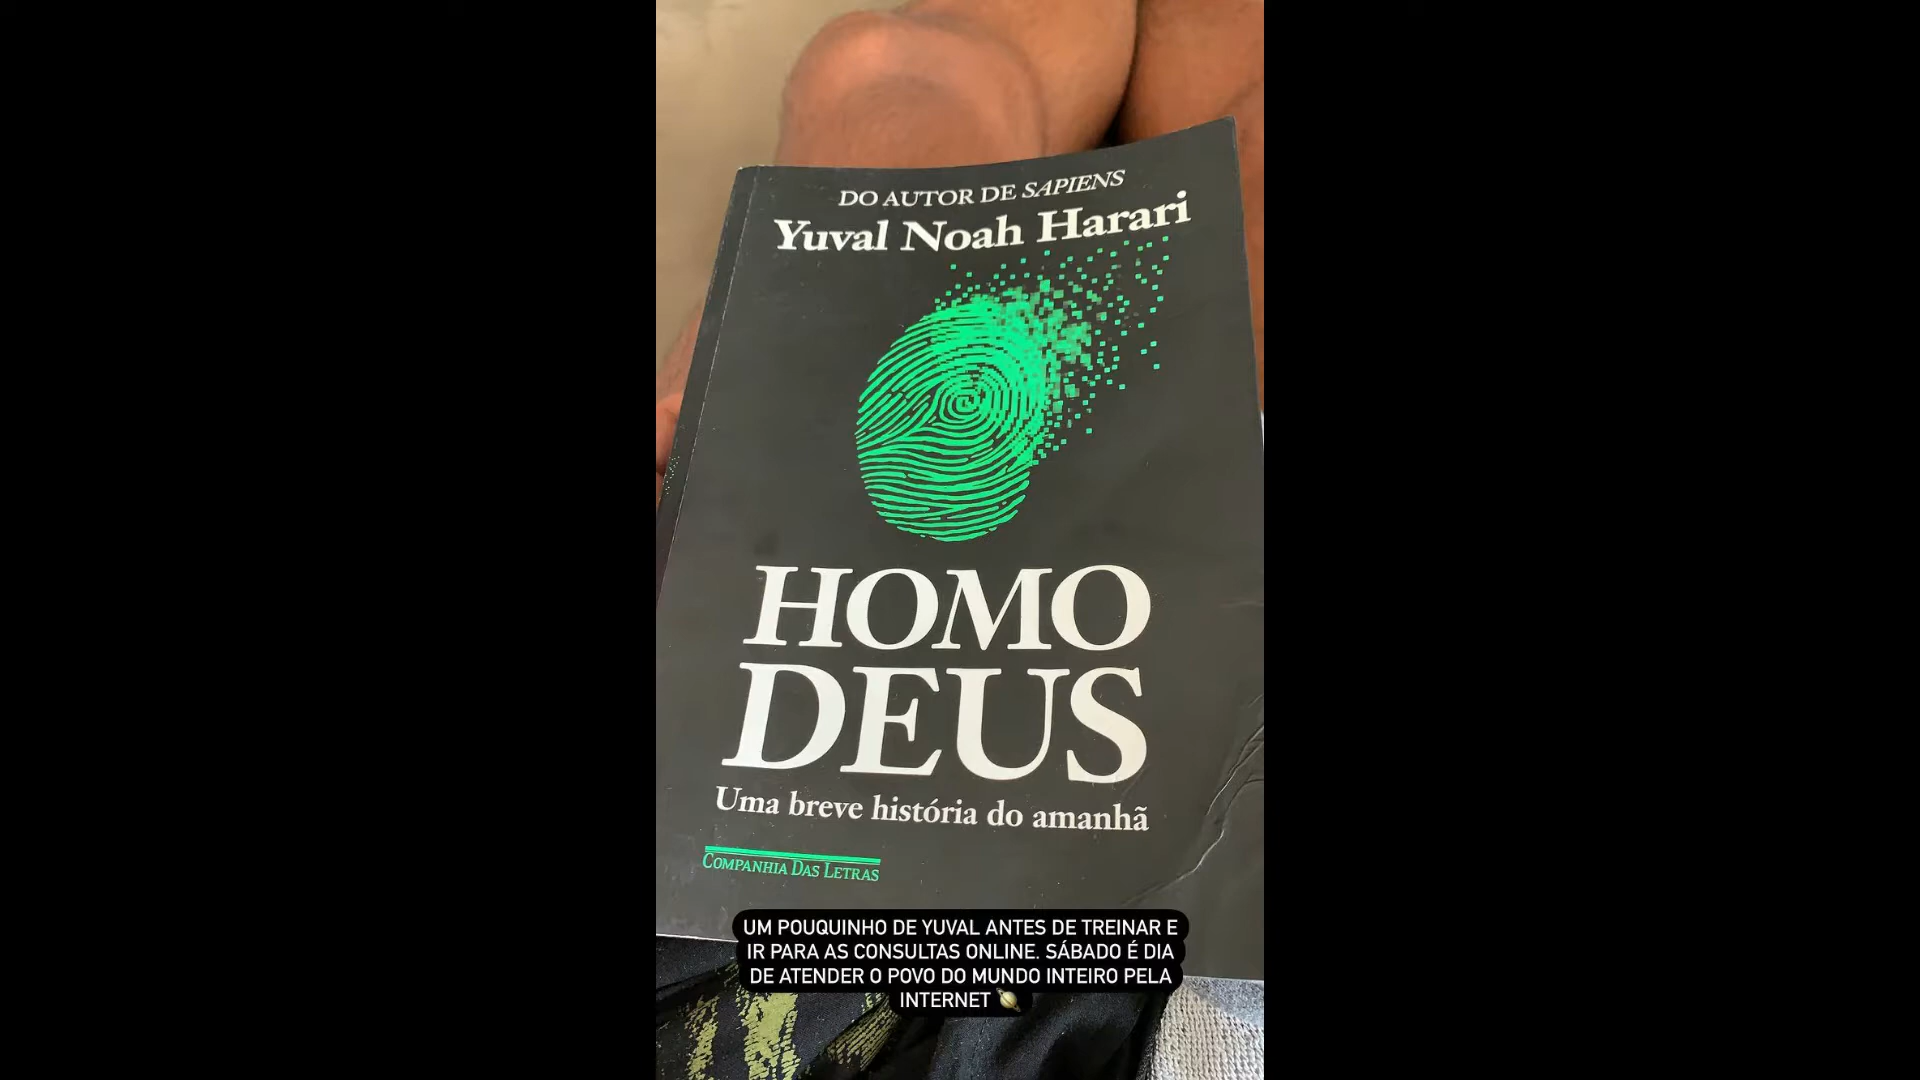 DO AUTOR DE SAPIENS
Yuval Noah Harari
HOMO
DEUS
Uma breve história do amanhã
COMPANHIA DAS LETRAS
UM POUQUINHO DE YUVAL ANTES DE TREINAR E
IR PARA AS CONSULTAS ONLINE. SÁBADO É DIA
DE ATENDER O POVO DO MUNDO INTEIRO PELA
INTERNET 🪐